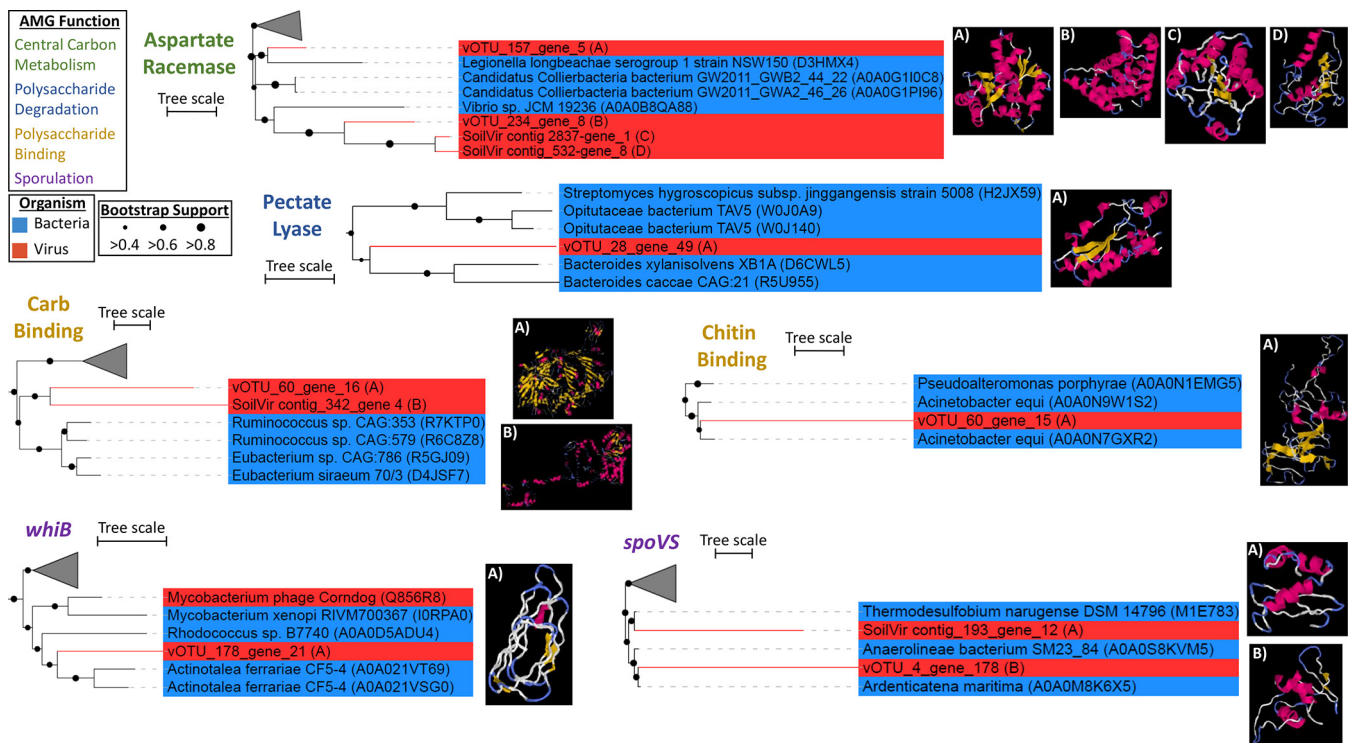 AMG Function
Central Carbon
Metabolism
Polysaccharide
Degradation
Polysaccharide
Binding
Sporulation
Organism
Bacteria
Virus
Bootstrap Support
>0.4 >0.6 >0.8
Aspartate
Racemase
Tree scale
vOTU_157_gene_5 (A)
Legionella longbeachae serogroup 1 strain NSW150 (D3HMX4)
Candidatus Collierbacteria bacterium GW2011_GWB2_44_22 (A0A0G1I0C8)
Candidatus Collierbacteria bacterium GW2011_GWA2_46_26 (A0A0G1PI96)
Vibrio sp. JCM 19236 (A0A0B8QA88)
vOTU_234_gene_8 (B)
SoilVir contig 2837-gene_1 (C)
SoilVir contig_532-gene_8 (D)
A)
B)
C)
D)
Pectate
Lyase
Tree scale
Streptomyces hygroscopicus subsp. jinggangensis strain 5008 (H2JX59)
Opitutaceae bacterium TAV5 (W0J0A9)
Opitutaceae bacterium TAV5 (W0J140)
vOTU_28_gene_49 (A)
Bacteroides xylanisolvens XB1A (D6CWL5)
Bacteroides caccae CAG:21 (R5U955)
A)
Carb
Binding
Tree scale
vOTU_60_gene_16 (A)
SoilVir contig_342_gene 4 (B)
Ruminococcus sp. CAG:353 (R7KTP0)
Ruminococcus sp. CAG:579 (R6C8Z8)
Eubacterium sp. CAG:786 (R5GJ09)
Eubacterium siraeum 70/3 (D4JSF7)
A)
B)
Chitin
Binding
Tree scale
Pseudoalteromonas porphyrae (A0A0N1EMG5)
Acinetobacter equi (A0A0N9W1S2)
vOTU_60_gene_15 (A)
Acinetobacter equi (A0A0N7GXR2)
A)
whiB
Tree scale
Mycobacterium phage Corndog (Q856R8)
Mycobacterium xenopi RIVM700367 (I0RPA0)
Rhodococcus sp. B7740 (A0A0D5ADU4)
vOTU_178_gene_21 (A)
Actinotalea ferrariae CF5-4 (A0A021VT69)
Actinotalea ferrariae CF5-4 (A0A021VSG0)
A)
spoVS
Tree scale
Thermodesulfobium narugense DSM 14796 (M1E783)
SoilVir contig_193_gene_12 (A)
Anaerolineae bacterium SM23_84 (A0A0S8KVM5)
vOTU_4_gene_178 (B)
Ardenticatena maritima (A0A0M8K6X5)
A)
B)